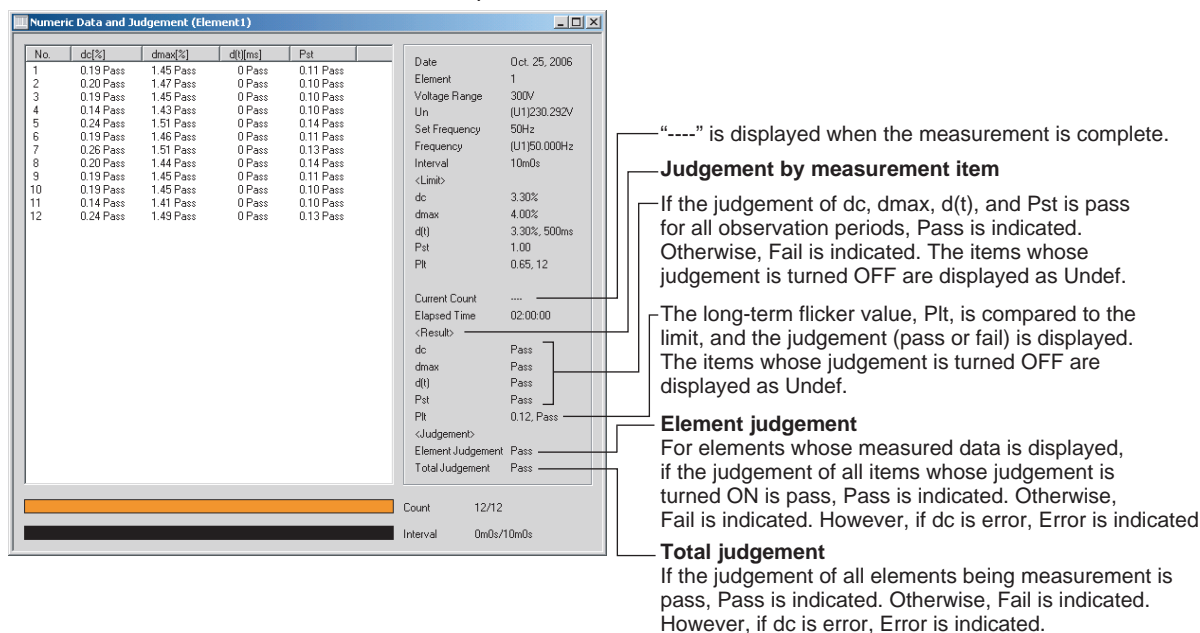 Numeric Data and Judgement (Element1)
No. dc[%] dmax[%] d(t)[ms] Pst
1 0.19 Pass 1.45 Pass 0 Pass 0.11 Pass
2 0.20 Pass 1.47 Pass 0 Pass 0.10 Pass
3 0.19 Pass 1.45 Pass 0 Pass 0.10 Pass
4 0.14 Pass 1.43 Pass 0 Pass 0.10 Pass
5 0.24 Pass 1.51 Pass 0 Pass 0.14 Pass
6 0.19 Pass 1.46 Pass 0 Pass 0.11 Pass
7 0.26 Pass 1.51 Pass 0 Pass 0.13 Pass
8 0.20 Pass 1.44 Pass 0 Pass 0.14 Pass
9 0.19 Pass 1.45 Pass 0 Pass 0.11 Pass
10 0.19 Pass 1.45 Pass 0 Pass 0.10 Pass
11 0.14 Pass 1.41 Pass 0 Pass 0.10 Pass
12 0.24 Pass 1.49 Pass 0 Pass 0.13 Pass
Date Oct. 25, 2006
Element 1
Voltage Range 300V
Un (U1)230.292V
Set Frequency 50Hz
Frequency (U1)50.000Hz
Interval 10m0s
<Limit>
dc 3.30%
dmax 4.00%
d(t) 3.30%, 500ms
Pst 1.00
Plt 0.65, 12
Current Count ----
Elapsed Time 02:00:00
<Result>
dc Pass
dmax Pass
d(t) Pass
Pst Pass
Plt 0.12, Pass
<Judgement>
Element Judgement Pass
Total Judgement Pass
Count 12/12
Interval 0m0s/10m0s
“----” is displayed when the measurement is complete.
Judgement by measurement item
If the judgement of dc, dmax, d(t), and Pst is pass
for all observation periods, Pass is indicated.
Otherwise, Fail is indicated. The items whose
judgement is turned OFF are displayed as Undef.
The long-term flicker value, Plt, is compared to the
limit, and the judgement (pass or fail) is displayed.
The items whose judgement is turned OFF are
displayed as Undef.
Element judgement
For elements whose measured data is displayed,
if the judgement of all items whose judgement is
turned ON is pass, Pass is indicated. Otherwise,
Fail is indicated. However, if dc is error, Error is indicated
Total judgement
If the judgement of all elements being measurement is
pass, Pass is indicated. Otherwise, Fail is indicated.
However, if dc is error, Error is indicated.